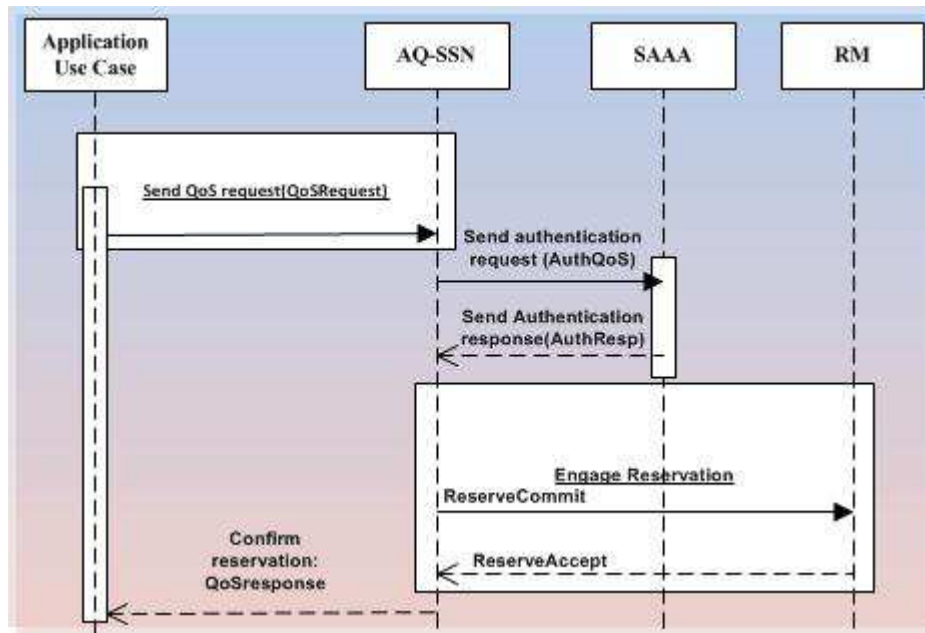 Application
Use Case
AQ-SSN
SAAA
RM
Send QoS request(QoSRequest)
Send authentication
request (AuthQoS)
Send Authentication
response(AuthResp)
Engage Reservation
ReserveCommit
Confirm
reservation:
QoSresponse
ReserveAccept